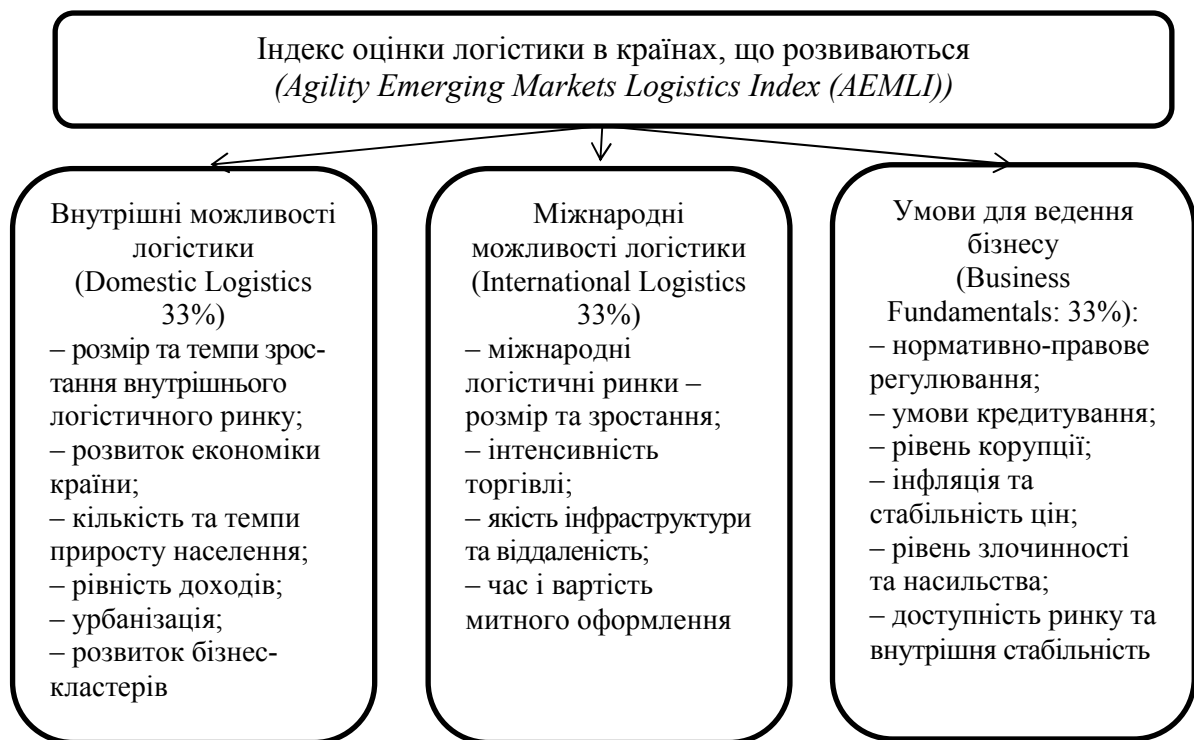 Індекс оцінки логістики в країнах, що розвиваються
(Agility Emerging Markets Logistics Index (AEMLI))
Внутрішні можливості
логістики
(Domestic Logistics
33%)
– розмір та темпи зрос-
тання внутрішнього
логістичного ринку;
– розвиток економіки
країни;
– кількість та темпи
приросту населення;
– рівність доходів;
– урбанізація;
– розвиток бізнес-
кластерів
Міжнародні
можливості логістики
(International Logistics
33%)
– міжнародні
логістичні ринки –
розмір та зростання;
– інтенсивність
торгівлі;
– якість інфраструктури
та віддаленість;
– час і вартість
митного оформлення
Умови для ведення
бізнесу
(Business
Fundamentals: 33%):
– нормативно-правове
регулювання;
– умови кредитування;
– рівень корупції;
– інфляція та
стабільність цін;
– рівень злочинності
та насильства;
– доступність ринку та
внутрішня стабільність